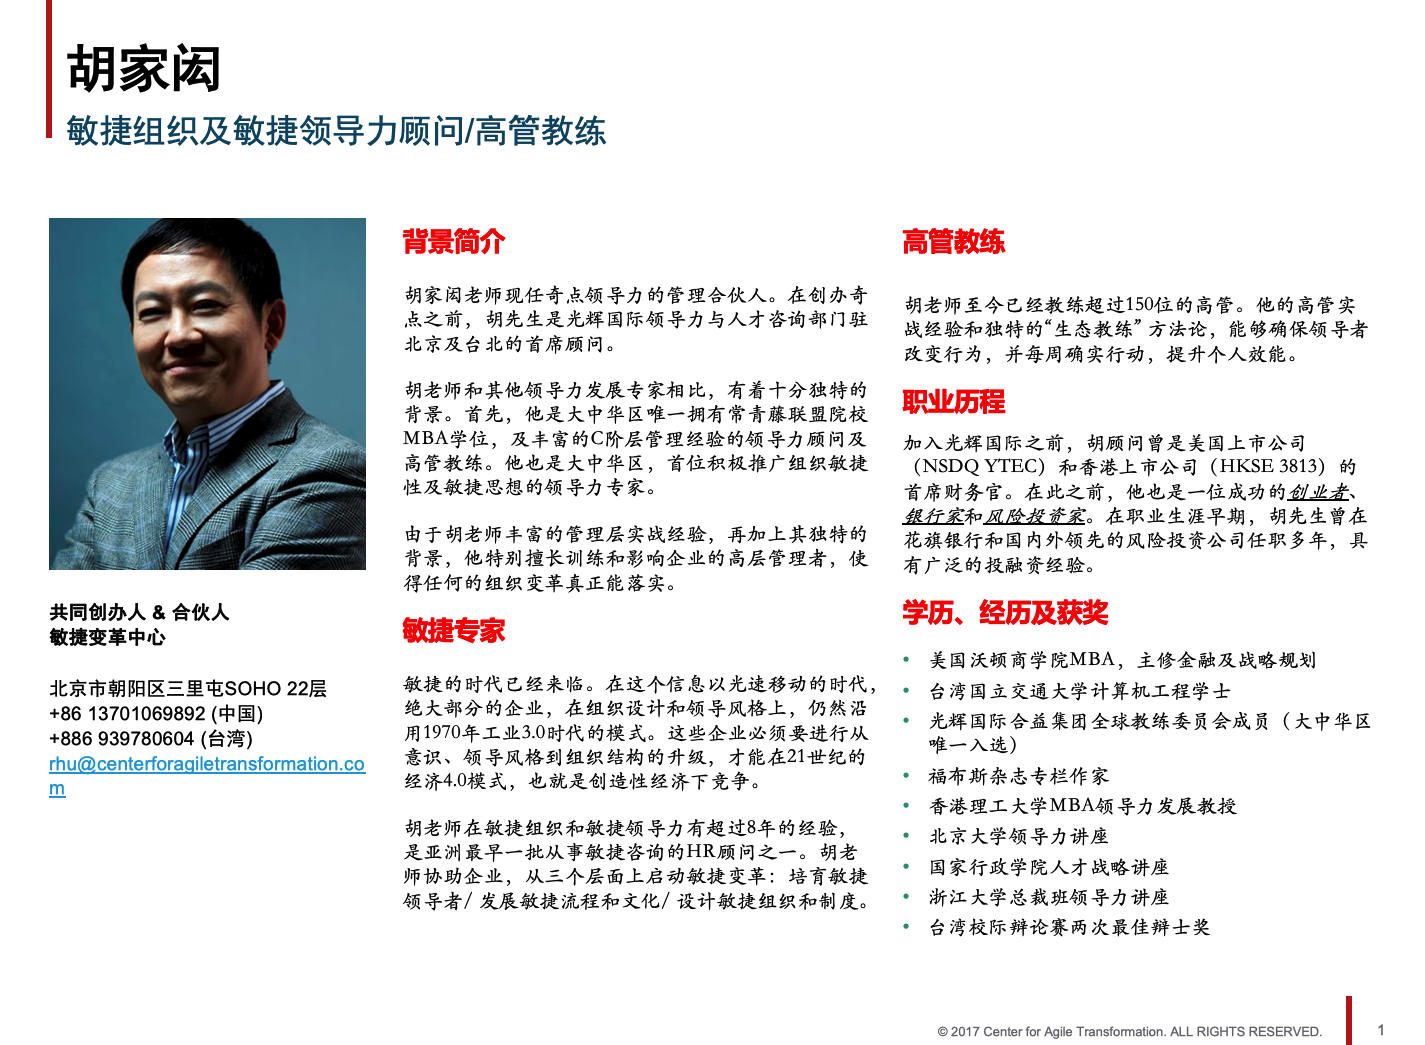 胡家闳
敏捷组织及敏捷领导力顾问/高管教练
共同创办人 & 合伙人
敏捷变革中心
北京市朝阳区三里屯SOHO 22层
+86 13701069892 (中国)
+886 939780604 (台湾)
rhu@centerforagiletransformation.co
m
背景简介
胡家闳老师现任奇点领导力的管理合伙人。在创办奇
点之前，胡先生是光辉国际领导力与人才咨询部门驻
北京及台北的首席顾问。
胡老师和其他领导力发展专家相比，有着十分独特的
背景。首先，他是大中华区唯一拥有常青藤联盟院校
MBA学位，及丰富的C阶层管理经验的领导力顾问及
高管教练。他也是大中华区，首位积极推广组织敏捷
性及敏捷思想的领导力专家。
由于胡老师丰富的管理层实战经验，再加上其独特的
背景，他特别擅长训练和影响企业的高层管理者，使
得任何的组织变革真正能落实。
敏捷专家
敏捷的时代已经来临。在这个信息以光速移动的时代，
绝大部分的企业，在组织设计和领导风格上，仍然沿
用1970年工业3.0时代的模式。这些企业必须要进行从
意识、领导风格到组织结构的升级，才能在21世纪的
经济4.0模式，也就是创造性经济下竞争。
胡老师在敏捷组织和敏捷领导力有超过8年的经验，
是亚洲最早一批从事敏捷咨询的HR顾问之一。胡老
师协助企业，从三个层面上启动敏捷变革：培育敏捷
领导者/ 发展敏捷流程和文化/ 设计敏捷组织和制度。
高管教练
胡老师至今已经教练超过150位的高管。他的高管实
战经验和独特的“生态教练” 方法论，能够确保领导者
改变行为，并每周确实行动，提升个人效能。
职业历程
加入光辉国际之前，胡顾问曾是美国上市公司
（NSDQ YTEC）和香港上市公司（HKSE 3813）的
首席财务官。在此之前，他也是一位成功的创业者、
银行家和风险投资家。在职业生涯早期，胡先生曾在
花旗银行和国内外领先的风险投资公司任职多年，具
有广泛的投融资经验。
学历、经历及获奖
• 美国沃顿商学院MBA，主修金融及战略规划
• 台湾国立交通大学计算机工程学士
• 光辉国际合益集团全球教练委员会成员（大中华区
唯一入选）
• 福布斯杂志专栏作家
• 香港理工大学MBA领导力发展教授
• 北京大学领导力讲座
• 国家行政学院人才战略讲座
• 浙江大学总裁班领导力讲座
• 台湾校际辩论赛两次最佳辩士奖
© 2017 Center for Agile Transformation. ALL RIGHTS RESERVED.
1